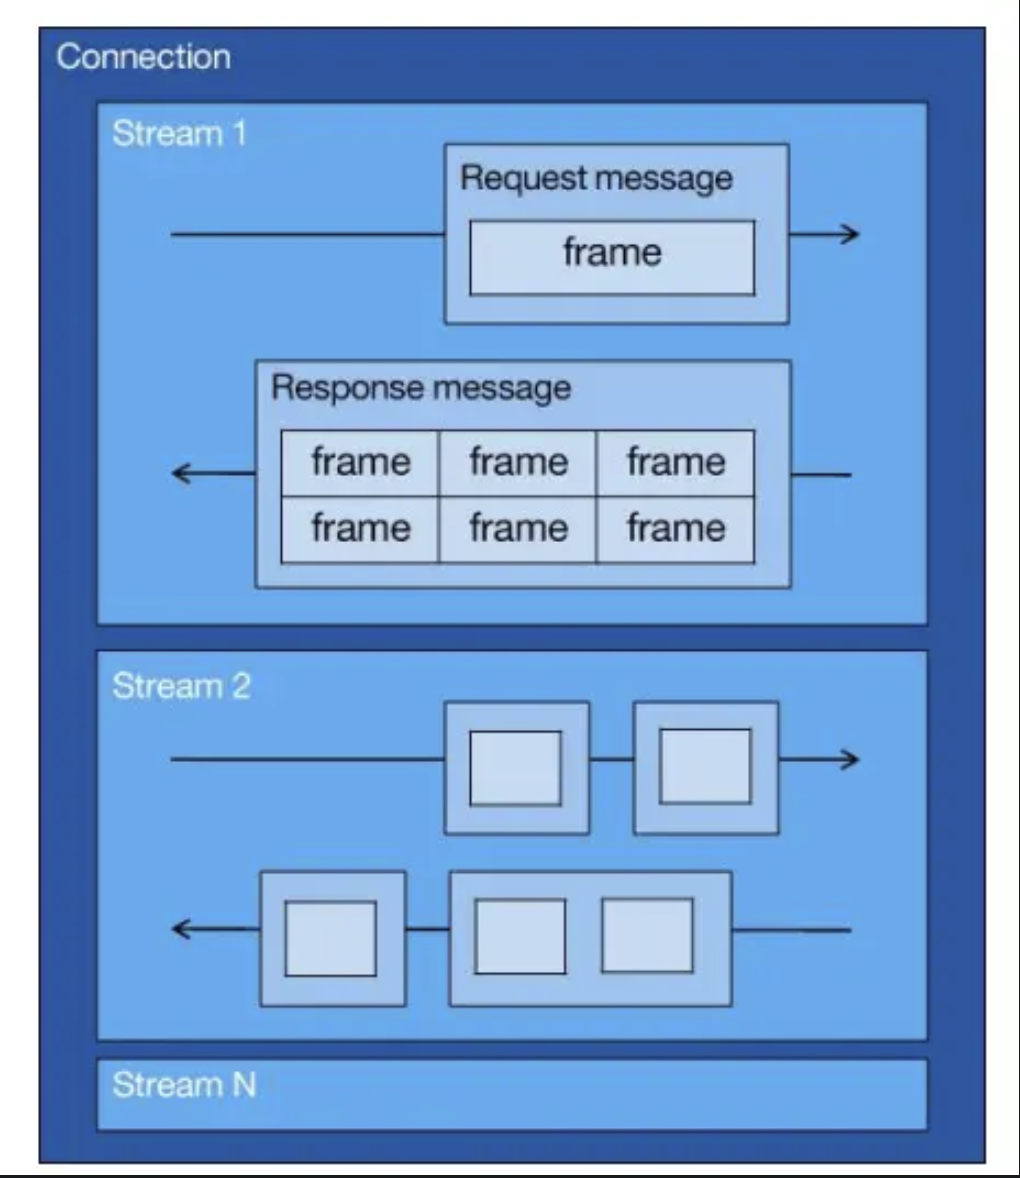 Connection
Stream 1
Request message
frame
Response message
frame frame frame
frame frame frame
Stream 2
Stream N